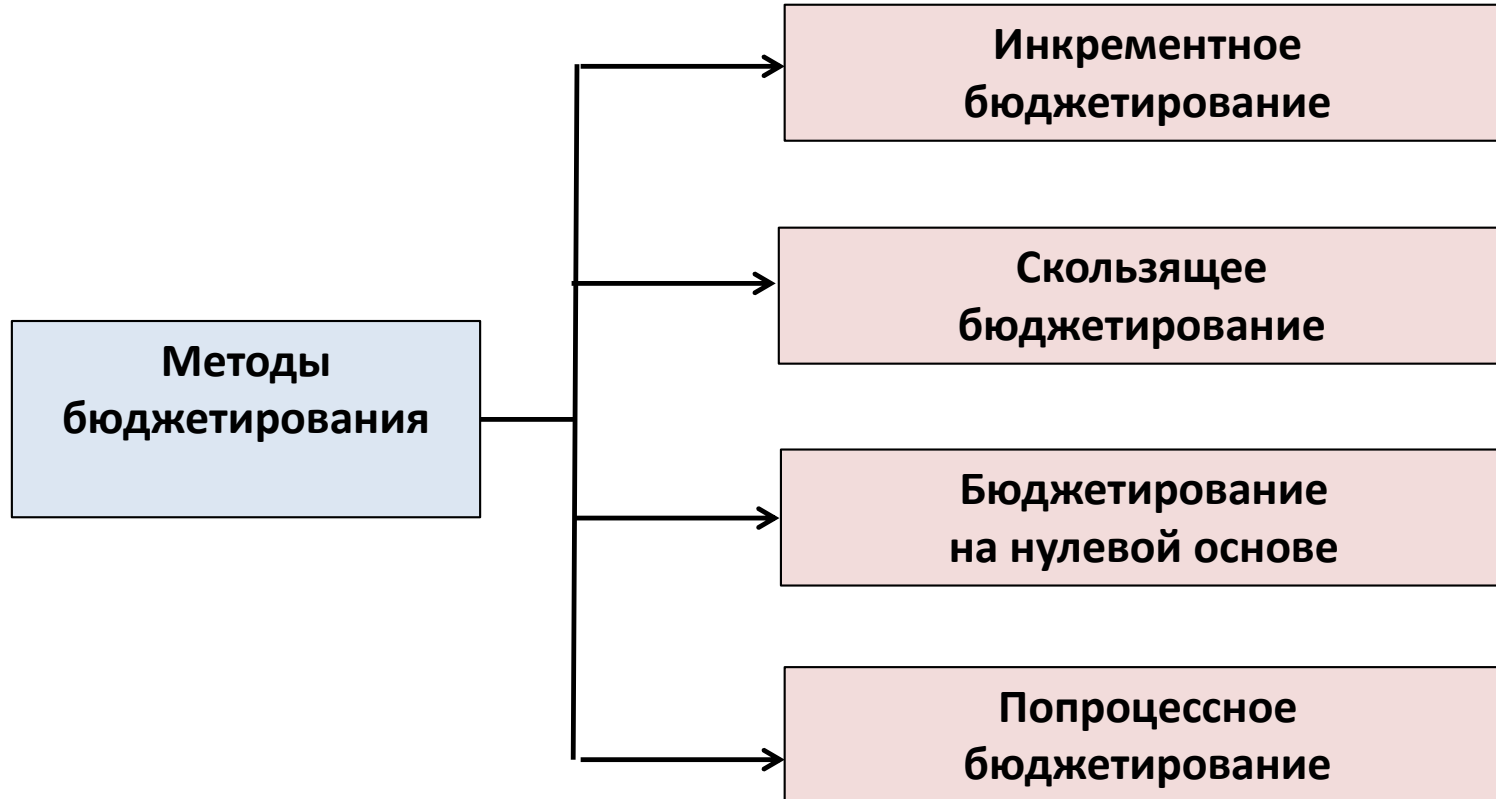 Инкрементное
бюджетирование
Скользящее
бюджетирование
Методы
бюджетирования
Бюджетирование
на нулевой основе
Попроцессное
бюджетирование